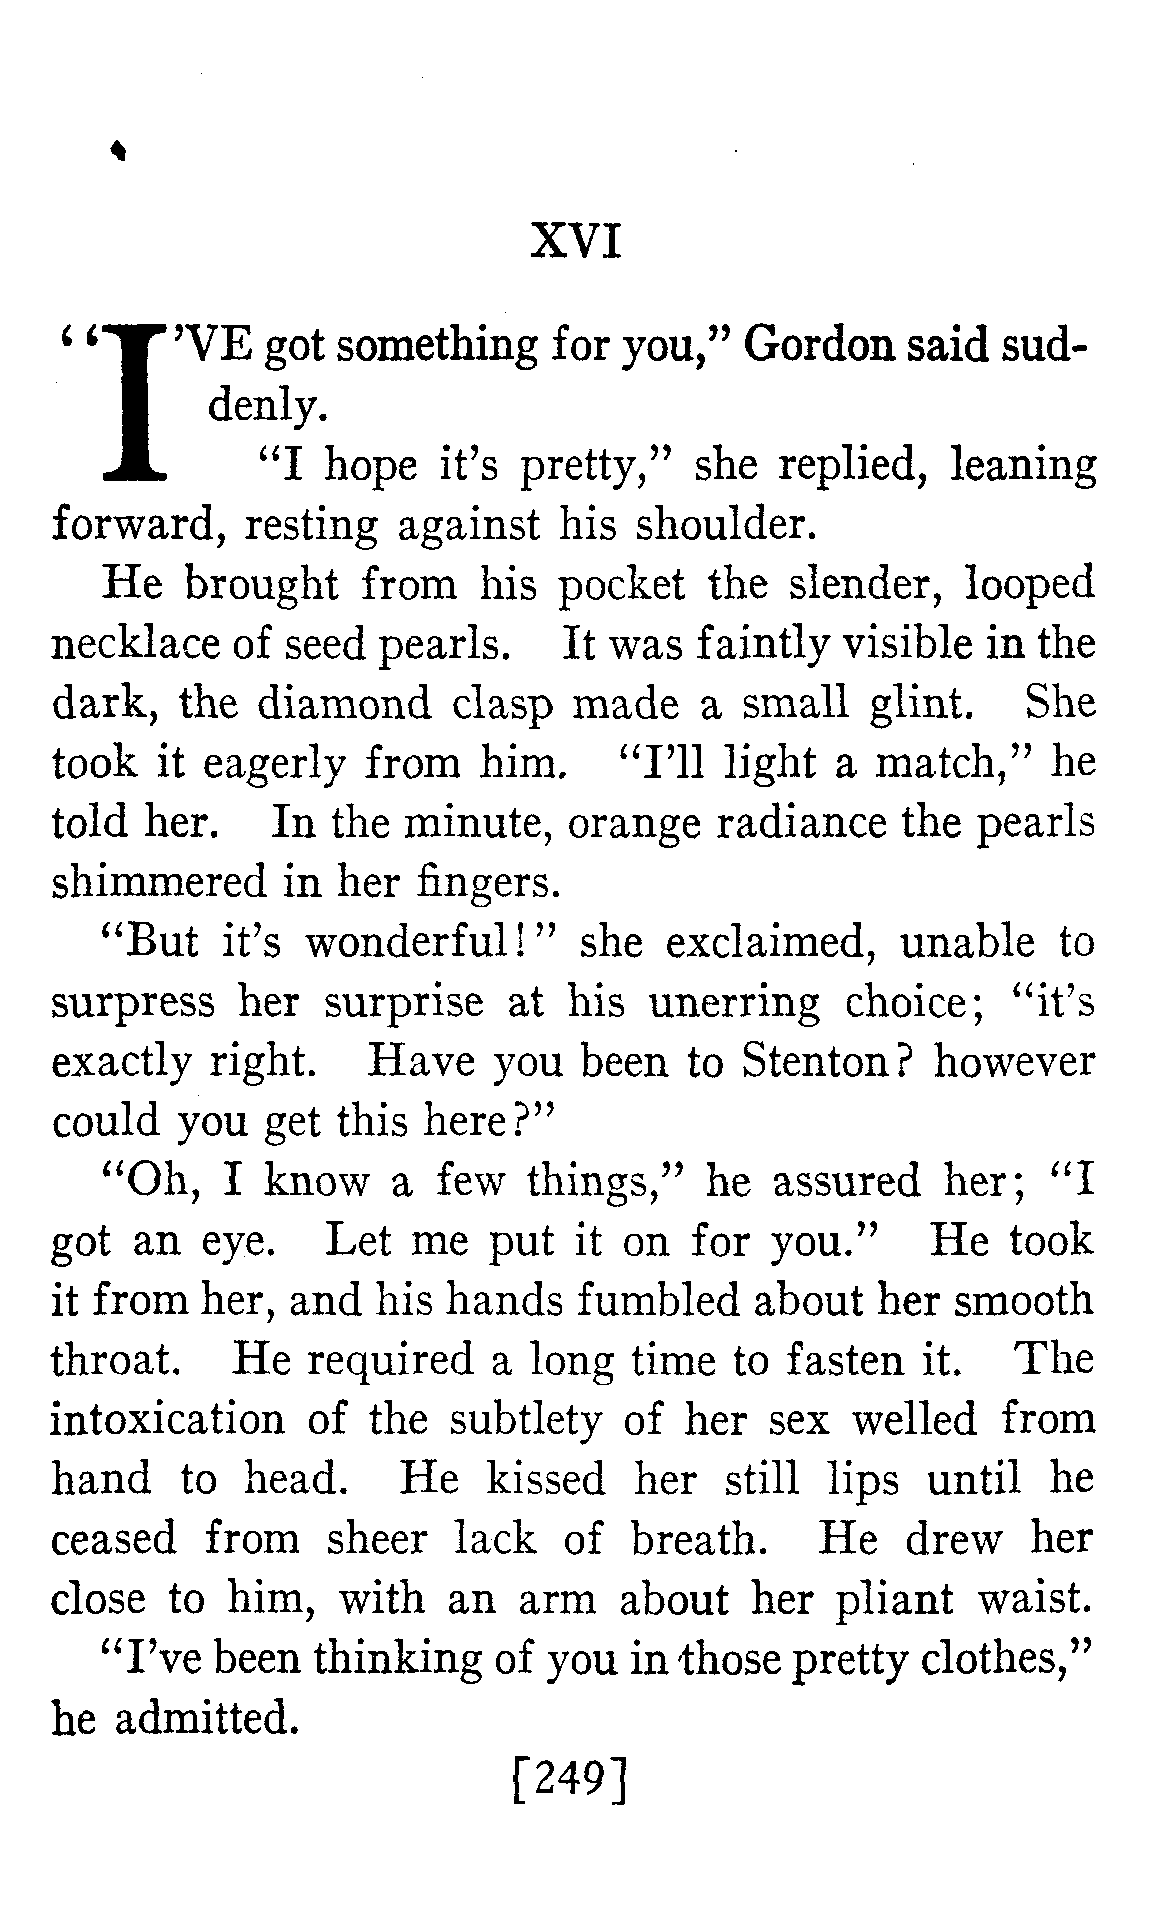 XVI
"I'VE got something for you," Gordon said sud-
denly.
"I hope it's pretty," she replied, leaning
forward, resting against his shoulder.
He brought from his pocket the slender, looped
necklace of seed pearls. It was faintly visible in the
dark, the diamond clasp made a small glint. She
took it eagerly from him. "I'll light a match," he
told her. In the minute, orange radiance the pearls
shimmered in her fingers.
"But it's wonderful!" she exclaimed, unable to
surpress her surprise at his unerring choice; "it's
exactly right. Have you been to Stenton? however
could you get this here?"
"Oh, I know a few things," he assured her; "I
got an eye. Let me put it on for you." He took
it from her, and his hands fumbled about her smooth
throat. He required a long time to fasten it. The
intoxication of the subtlety of her sex welled from
hand to head. He kissed her still lips until he
ceased from sheer lack of breath. He drew her
close to him, with an arm about her pliant waist.
"I've been thinking of you in those pretty clothes,"
he admitted.
[249]